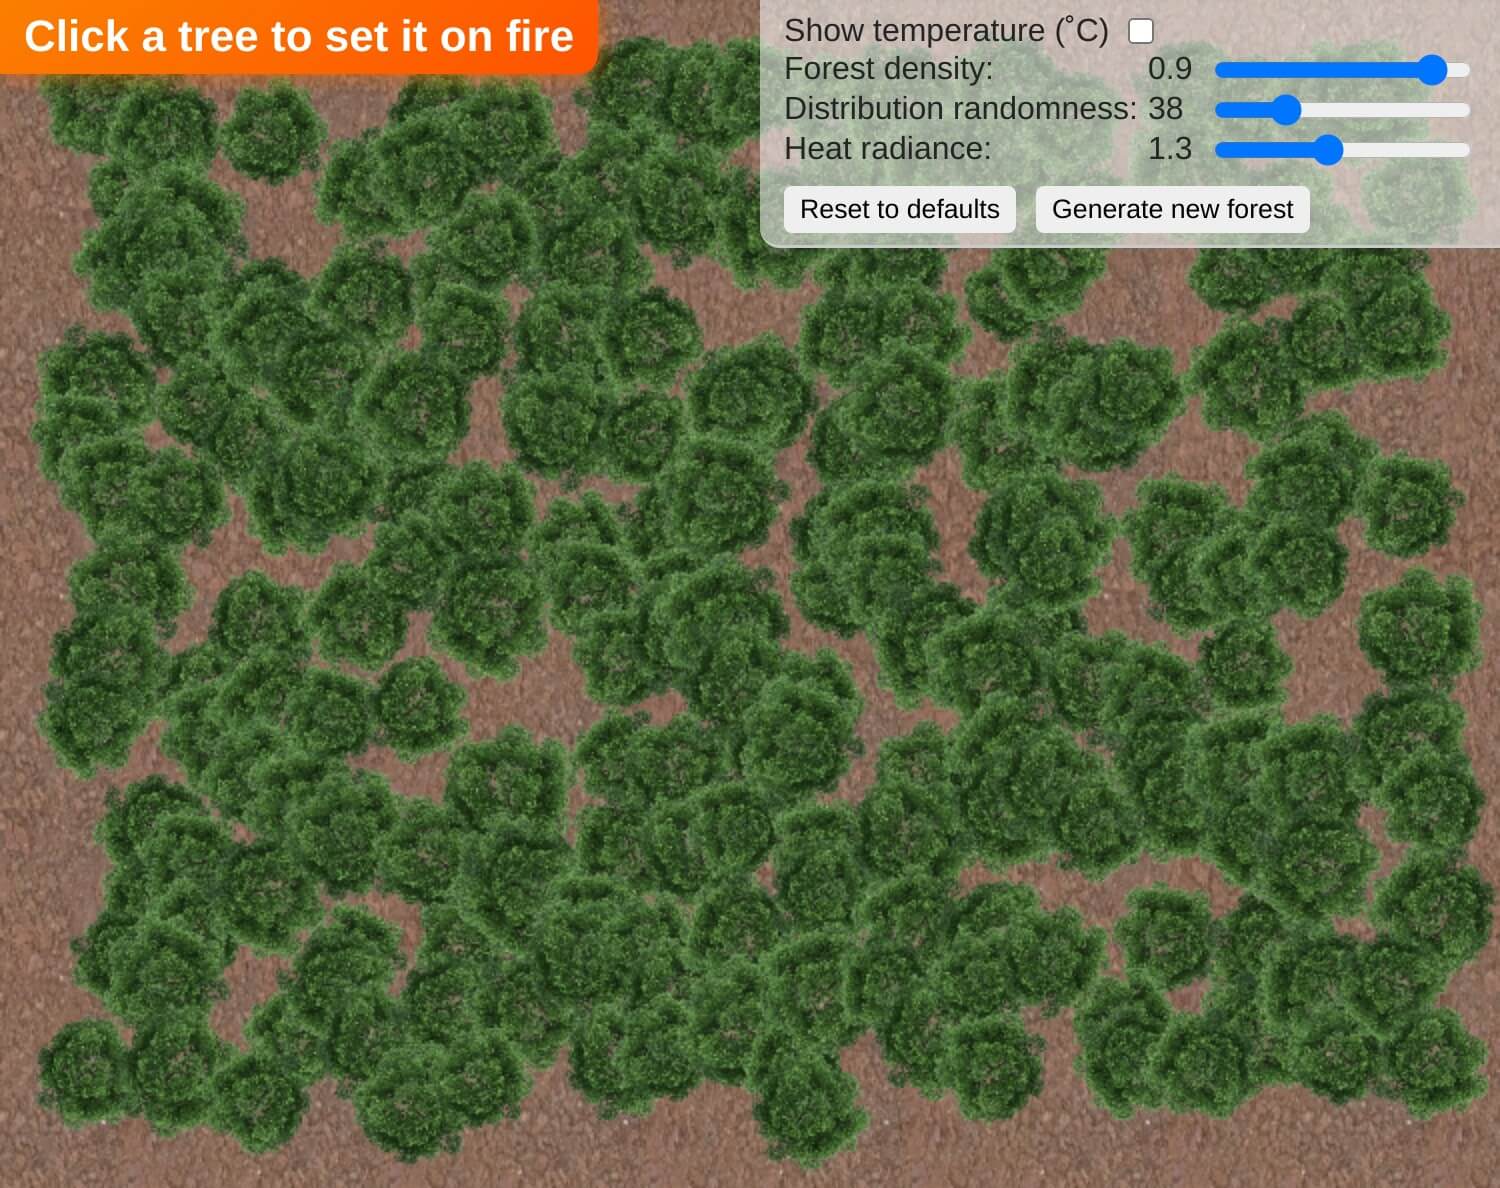 Click a tree to set it on fire
Show temperature (˚C)
Forest density: 0.9
Distribution randomness: 38
Heat radiance: 1.3
Reset to defaults
Generate new forest